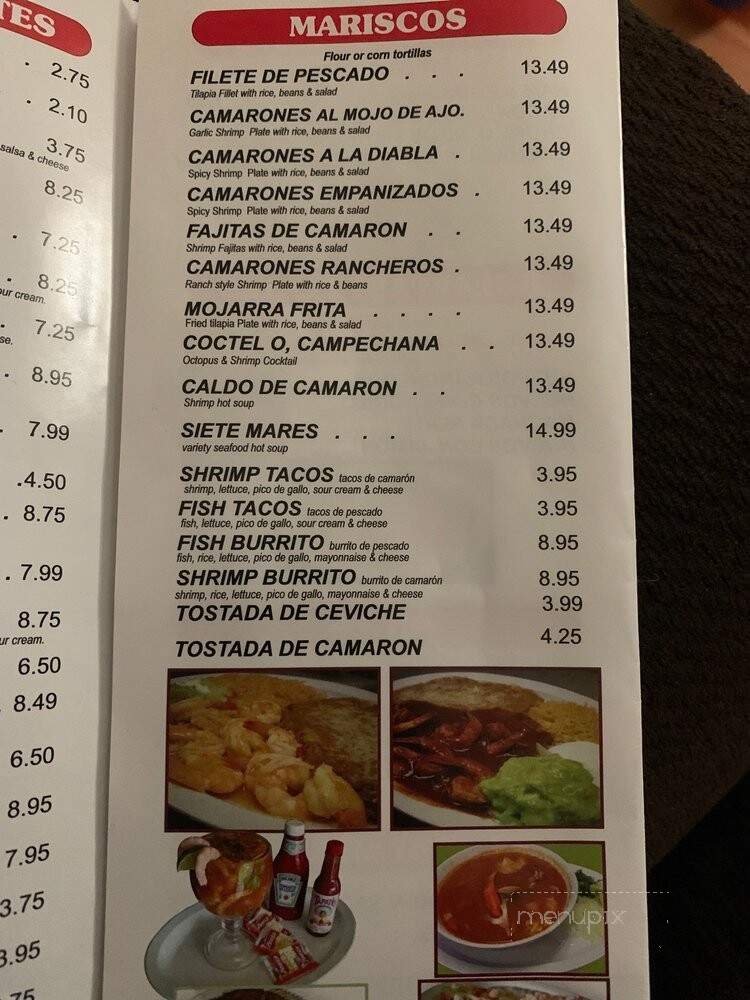 TES
2.75
2.10
3.75
salsa & cheese
8.25
7.25
8.25
our cream.
7.25
se.
8.95
7.99
.4.50
8.75
7.99
8.75
ur cream.
6.50
8.49
6.50
8.95
7.95
3.75
3.95
.75
MARISCOS
Flour or corn tortillas
FILETE DE PESCADO . . . 13.49
Tilapia Fillet with rice, beans & salad
CAMARONES AL MOJO DE AJO. 13.49
Garlic Shrimp Plate with rice, beans & salad
CAMARONES A LA DIABLA . 13.49
Spicy Shrimp Plate with rice, beans & salad
CAMARONES EMPANIZADOS . 13.49
Spicy Shrimp Plate with rice, beans & salad
FAJITAS DE CAMARON . . 13.49
Shrimp Fajitas with rice, beans & salad
CAMARONES RANCHEROS . 13.49
Ranch style Shrimp Plate with rice & beans
MOJARRA FRITA . . . . 13.49
Fried tilapia Plate with rice, beans & salad
COCTEL O, CAMPECHANA . . 13.49
Octopus & Shrimp Cocktail
CALDO DE CAMARON . . 13.49
Shrimp hot soup
SIETE MARES . . . 14.99
variety seafood hot soup
SHRIMP TACOS tacos de camarón 3.95
shrimp, lettuce, pico de gallo, sour cream & cheese
FISH TACOS tacos de pescado 3.95
fish, lettuce, pico de gallo, sour cream & cheese
FISH BURRITO burrito de pescado 8.95
fish, rice, lettuce, pico de gallo, mayonnaise & cheese
SHRIMP BURRITO burrito de camarón 8.95
shrimp, rice, lettuce, pico de gallo, mayonnaise & cheese
TOSTADA DE CEVICHE 3.99
TOSTADA DE CAMARON 4.25
HEINZ
TAPATIO
menupix